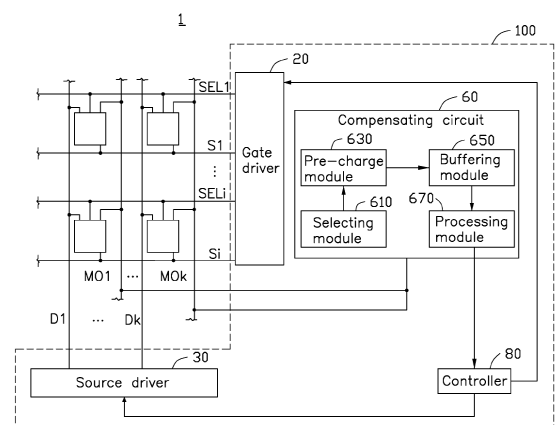 1
100
20
SEL1
60
Compensating circuit
630
650
S1
Gate
driver
Pre-charge
module
Buffering
module
⋮
SELi
610
670
Selecting
module
Processing
module
Si
MO1 ... MOk
D1 ... Dk
30
80
Source driver
Controller